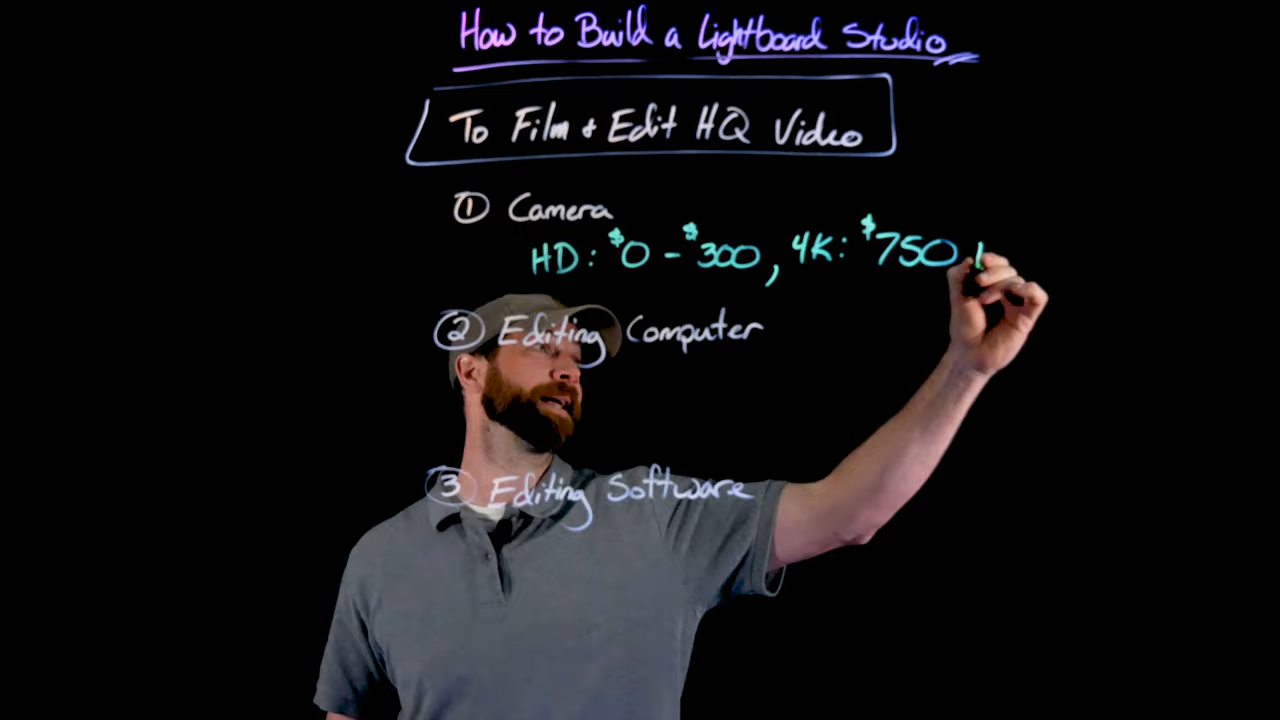 How to Build a Lightboard Studio
To Film + Edit HQ Video
① Camera
HD: $0 - $300, 4K: $750
② Editing Computer
③ Editing Software